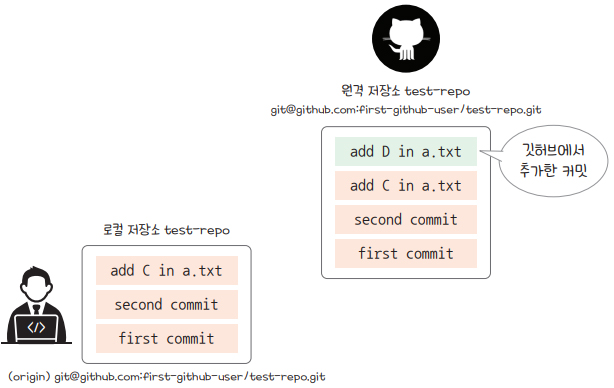 원격 저장소 test-repo
git@github.com:first-github-user/test-repo.git
add D in a.txt
깃허브에서
추가한 커밋
add C in a.txt
second commit
first commit
로컬 저장소 test-repo
add C in a.txt
second commit
first commit
</>
(origin) git@github.com:first-github-user/test-repo.git